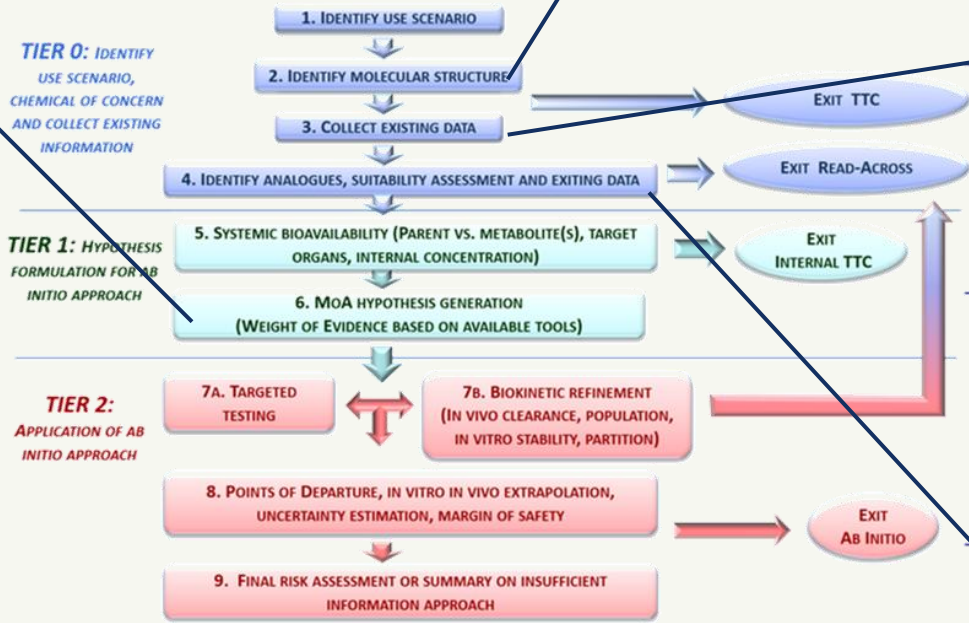 1. IDENTIFY USE SCENARIO
TIER 0: IDENTIFY
USE SCENARIO,
CHEMICAL OF CONCERN
AND COLLECT EXISTING
INFORMATION
2. IDENTIFY MOLECULAR STRUCTURE
3. COLLECT EXISTING DATA
EXIT TTC
4. IDENTIFY ANALOGUES, SUITABILITY ASSESSMENT AND EXITING DATA
EXIT READ-ACROSS
TIER 1: HYPOTHESIS
FORMULATION FOR AB
INITIO APPROACH
5. SYSTEMIC BIOAVAILABILITY (PARENT VS. METABOLITE(S), TARGET
ORGANS, INTERNAL CONCENTRATION)
EXIT
INTERNAL TTC
6. MOA HYPOTHESIS GENERATION
(WEIGHT OF EVIDENCE BASED ON AVAILABLE TOOLS)
TIER 2:
APPLICATION OF AB
INITIO APPROACH
7A. TARGETED
TESTING
7B. BIOKINETIC REFINEMENT
(IN VIVO CLEARANCE, POPULATION,
IN VITRO STABILITY, PARTITION)
8. POINTS OF DEPARTURE, IN VITRO IN VIVO EXTRAPOLATION,
UNCERTAINTY ESTIMATION, MARGIN OF SAFETY
EXIT
AB INITIO
9. FINAL RISK ASSESSMENT OR SUMMARY ON INSUFFICIENT
INFORMATION APPROACH